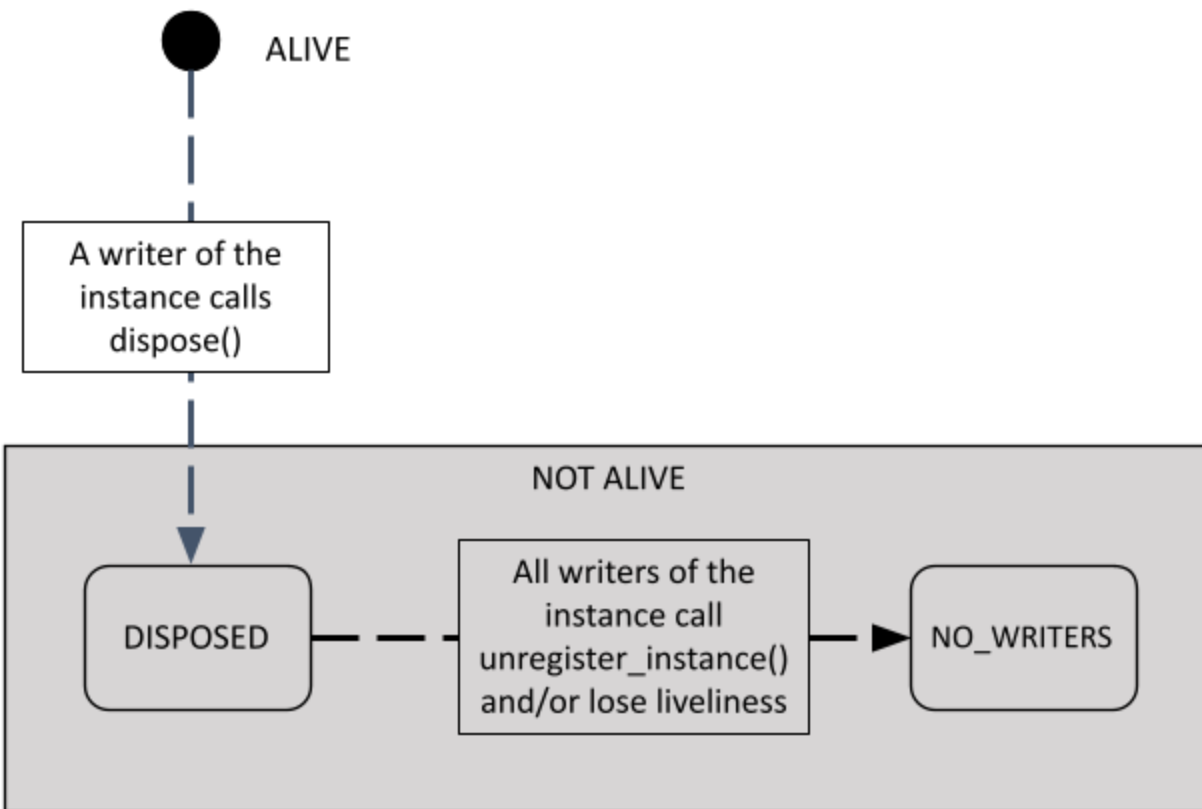 ALIVE
A writer of the
instance calls
dispose()
NOT ALIVE
DISPOSED
All writers of the
instance call
unregister_instance()
and/or lose liveliness
NO_WRITERS